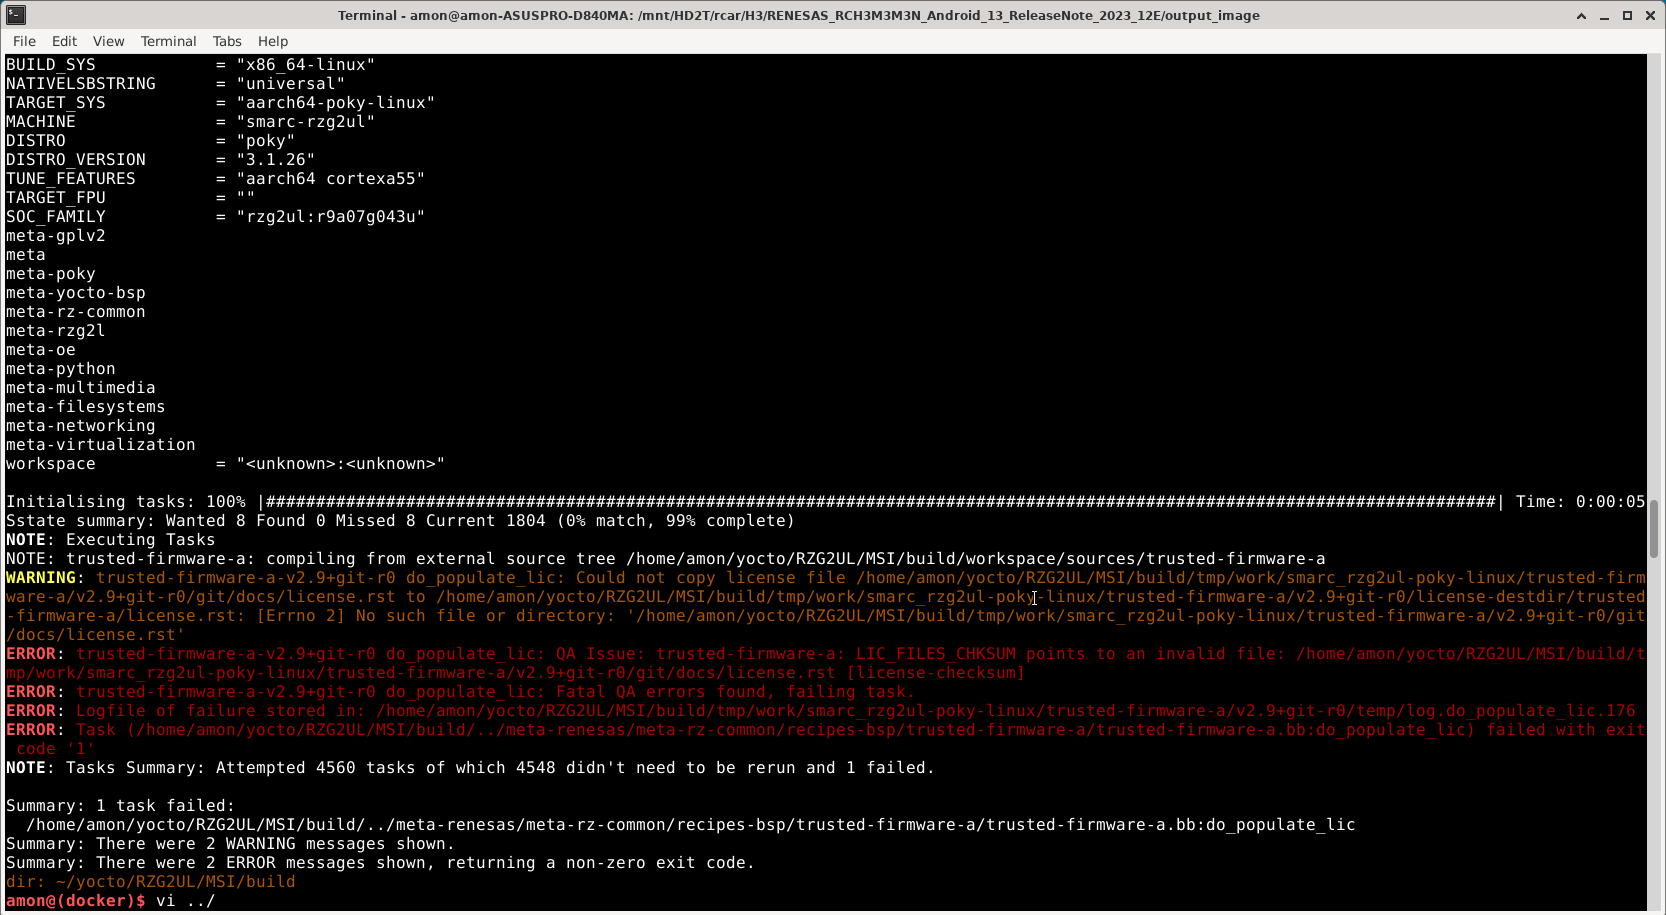 Terminal - amon@amon-ASUSPRO-D840MA: /mnt/HD2T/rcar/H3/RENESAS_RCH3M3M3N_Android_13_ReleaseNote_2023_12E/output_image
File Edit View Terminal Tabs Help
BUILD_SYS            = "x86_64-linux"
NATIVELSBSTRING      = "universal"
TARGET_SYS           = "aarch64-poky-linux"
MACHINE              = "smarc-rzg2ul"
DISTRO               = "poky"
DISTRO_VERSION       = "3.1.26"
TUNE_FEATURES        = "aarch64 cortexa55"
TARGET_FPU           = ""
SOC_FAMILY           = "rzg2ul:r9a07g043u"
meta-gplv2
meta
meta-poky
meta-yocto-bsp
meta-rz-common
meta-rzg2l
meta-oe
meta-python
meta-multimedia
meta-filesystems
meta-networking
meta-virtualization
workspace            = "<unknown>:<unknown>"
Initialising tasks: 100% |###########################################################################################################################| Time: 0:00:05
Sstate summary: Wanted 8 Found 0 Missed 8 Current 1804 (0% match, 99% complete)
NOTE: Executing Tasks
NOTE: trusted-firmware-a: compiling from external source tree /home/amon/yocto/RZG2UL/MSI/build/workspace/sources/trusted-firmware-a
WARNING: trusted-firmware-a-v2.9+git-r0 do_populate_lic: Could not copy license file /home/amon/yocto/RZG2UL/MSI/build/tmp/work/smarc_rzg2ul-poky-linux/trusted-firm
ware-a/v2.9+git-r0/git/docs/license.rst to /home/amon/yocto/RZG2UL/MSI/build/tmp/work/smarc_rzg2ul-poky-linux/trusted-firmware-a/v2.9+git-r0/license-destdir/trusted
-firmware-a/license.rst: [Errno 2] No such file or directory: '/home/amon/yocto/RZG2UL/MSI/build/tmp/work/smarc_rzg2ul-poky-linux/trusted-firmware-a/v2.9+git-r0/git
/docs/license.rst'
ERROR: trusted-firmware-a-v2.9+git-r0 do_populate_lic: QA Issue: trusted-firmware-a: LIC_FILES_CHKSUM points to an invalid file: /home/amon/yocto/RZG2UL/MSI/build/t
mp/work/smarc_rzg2ul-poky-linux/trusted-firmware-a/v2.9+git-r0/git/docs/license.rst [license-checksum]
ERROR: trusted-firmware-a-v2.9+git-r0 do_populate_lic: Fatal QA errors found, failing task.
ERROR: Logfile of failure stored in: /home/amon/yocto/RZG2UL/MSI/build/tmp/work/smarc_rzg2ul-poky-linux/trusted-firmware-a/v2.9+git-r0/temp/log.do_populate_lic.176
ERROR: Task (/home/amon/yocto/RZG2UL/MSI/build/../meta-renesas/meta-rz-common/recipes-bsp/trusted-firmware-a/trusted-firmware-a.bb:do_populate_lic) failed with exit
 code '1'
NOTE: Tasks Summary: Attempted 4560 tasks of which 4548 didn't need to be rerun and 1 failed.
Summary: 1 task failed:
  /home/amon/yocto/RZG2UL/MSI/build/../meta-renesas/meta-rz-common/recipes-bsp/trusted-firmware-a/trusted-firmware-a.bb:do_populate_lic
Summary: There were 2 WARNING messages shown.
Summary: There were 2 ERROR messages shown, returning a non-zero exit code.
dir: ~/yocto/RZG2UL/MSI/build
amon@(docker)$ vi ../